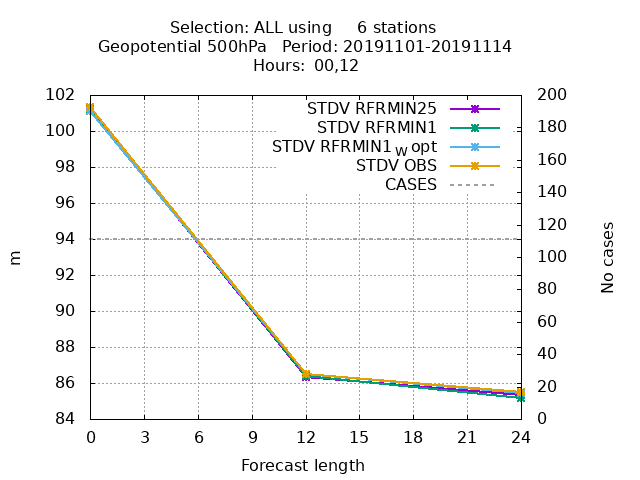 Selection: ALL using 6 stations
Geopotential 500hPa Period: 20191101-20191114
Hours: 00,12
STDV RFRMIN25
STDV RFRMIN1
STDV RFRMIN1_W opt
STDV OBS
CASES
m
102
100
98
96
94
92
90
88
86
84
200
180
160
140
120
100
80
60
40
20
0
No cases
0 3 6 9 12 15 18 21 24
Forecast length